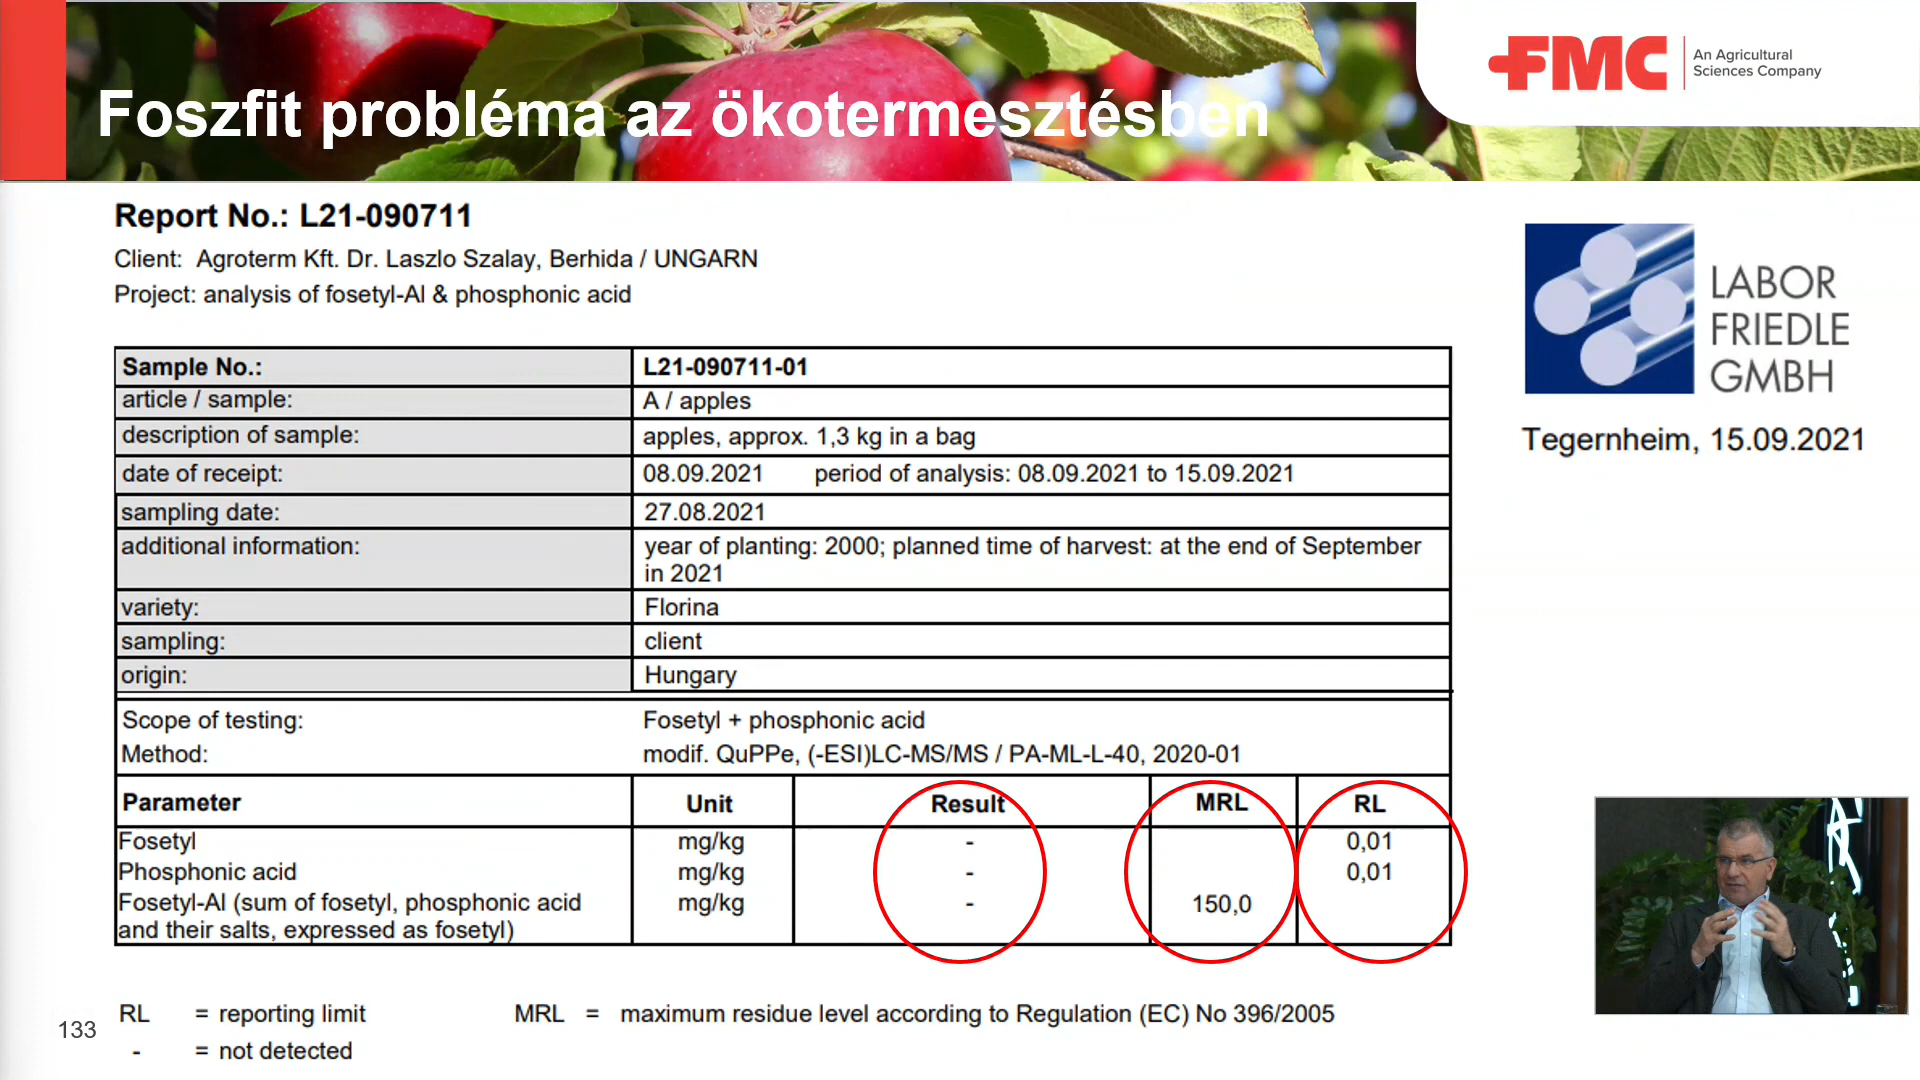 Foszfit probléma az ökotermesztésben
FMC An Agricultural
Sciences Company
Report No.: L21-090711
Client: Agroterm Kft. Dr. Laszlo Szalay, Berhida / UNGARN
Project: analysis of fosetyl-Al & phosphonic acid
LABOR
FRIEDLE
GMBH
Tegernheim, 15.09.2021
Sample No.: L21-090711-01
article / sample: A / apples
description of sample: apples, approx. 1,3 kg in a bag
date of receipt: 08.09.2021 period of analysis: 08.09.2021 to 15.09.2021
sampling date: 27.08.2021
additional information: year of planting: 2000; planned time of harvest: at the end of September
in 2021
variety: Florina
sampling: client
origin: Hungary
Scope of testing: Fosetyl + phosphonic acid
Method: modif. QuPPe, (-ESI)LC-MS/MS / PA-ML-L-40, 2020-01
Parameter Unit Result MRL RL
Fosetyl mg/kg - 0,01
Phosphonic acid mg/kg - 0,01
Fosetyl-Al (sum of fosetyl, phosphonic acid mg/kg - 150,0
and their salts, expressed as fosetyl)
RL = reporting limit MRL = maximum residue level according to Regulation (EC) No 396/2005
- = not detected
133